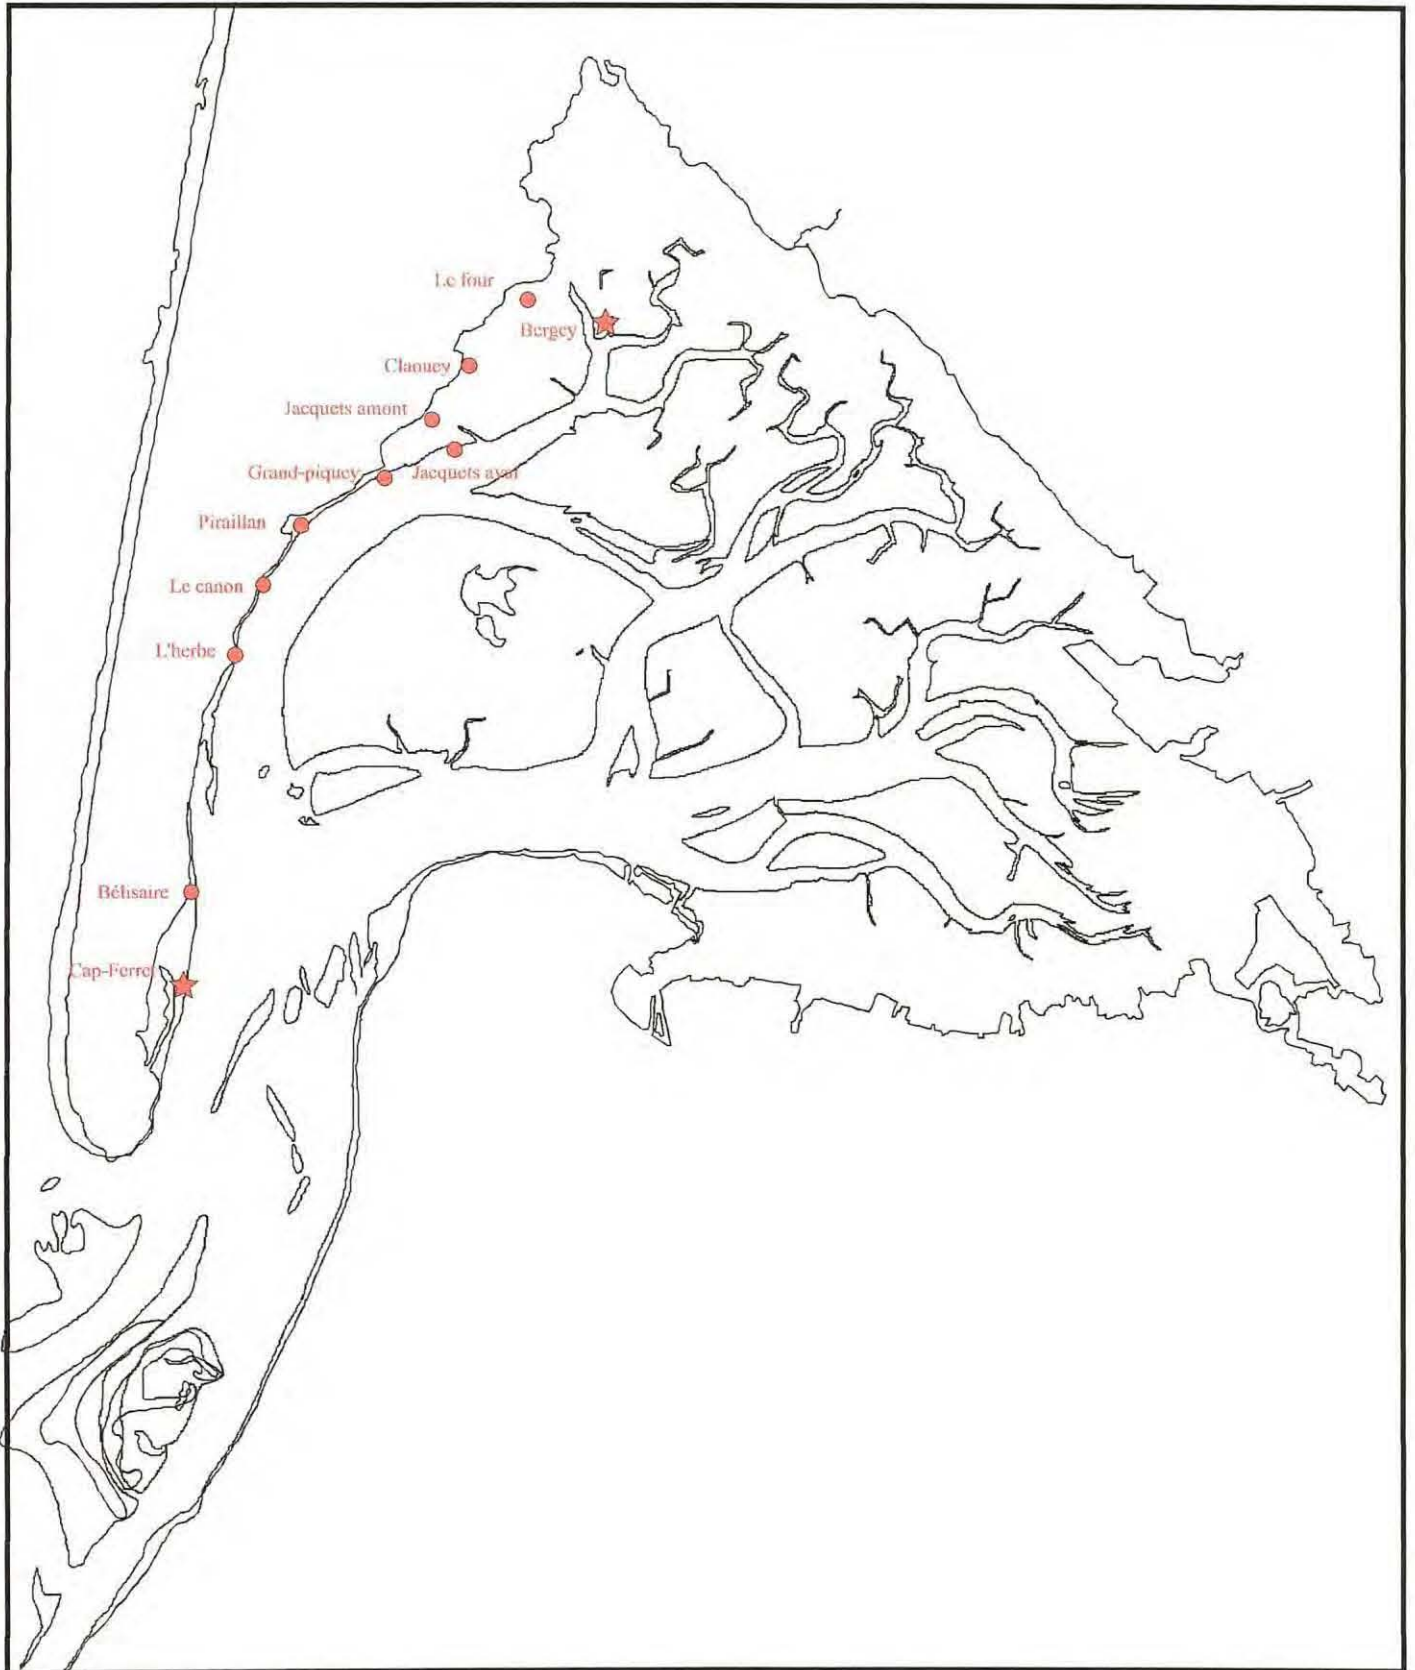 Le four
Bergey
Claouey
Jacquets amont
Grand-piquey
Jacquets aval
Piraillan
Le canon
L'herbe
Bélisaire
Cap-Ferret